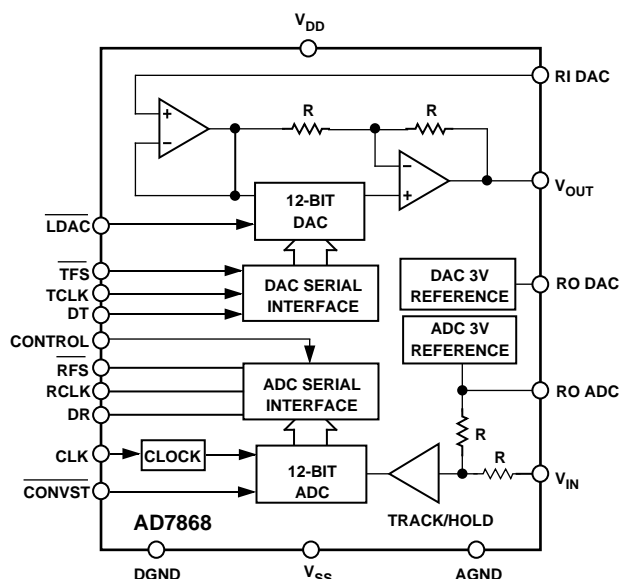 VDD
RI DAC
R
R
+
−
−
+
VOUT
12-BIT
DAC
LDAC
TFS
TCLK
DT
DAC SERIAL
INTERFACE
DAC 3V
REFERENCE
RO DAC
CONTROL
ADC 3V
REFERENCE
RFS
RCLK
DR
ADC SERIAL
INTERFACE
RO ADC
R
R
CLK
CLOCK
12-BIT
ADC
VIN
CONVST
TRACK/HOLD
AD7868
DGND
VSS
AGND